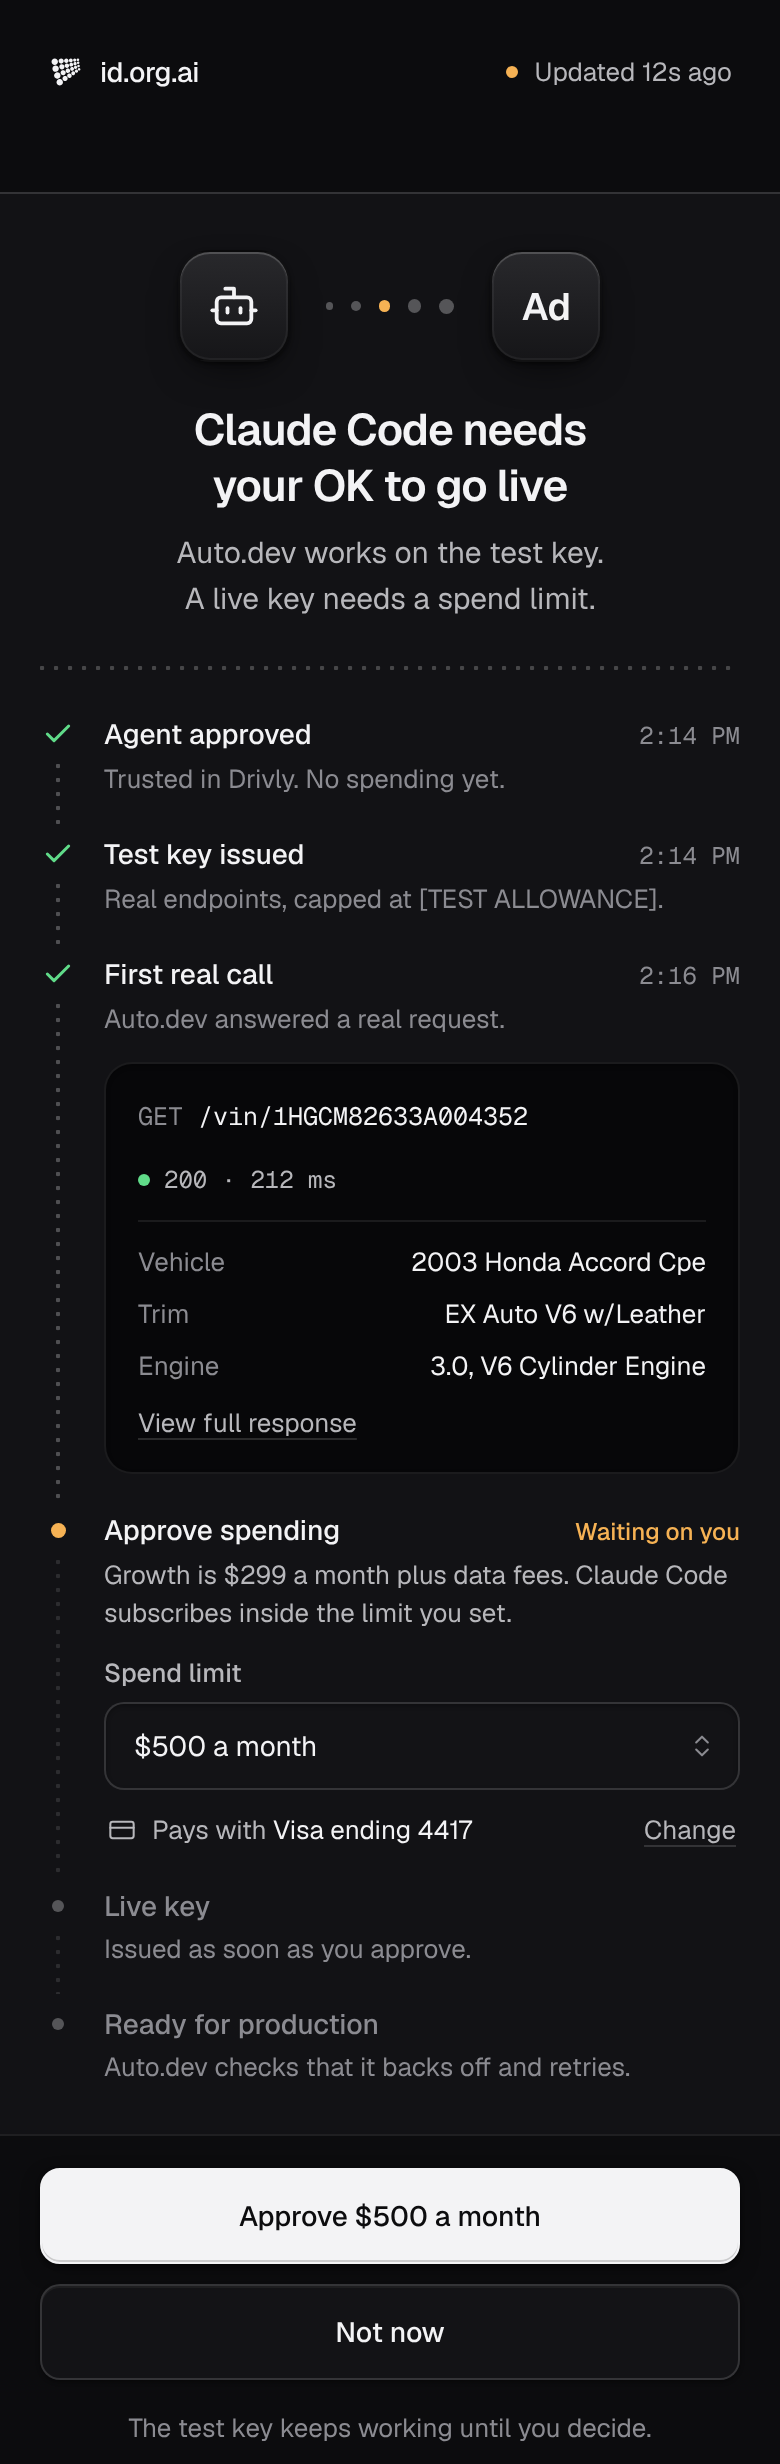 id.org.ai
Updated 12s ago
Ad
Claude Code needs
your OK to go live
Auto.dev works on the test key.
A live key needs a spend limit.
Agent approved 2:14 PM
Trusted in Drivly. No spending yet.
Test key issued 2:14 PM
Real endpoints, capped at [TEST ALLOWANCE].
First real call 2:16 PM
Auto.dev answered a real request.
GET /vin/1HGCM82633A004352
200 · 212 ms
Vehicle 2003 Honda Accord Cpe
Trim EX Auto V6 w/Leather
Engine 3.0, V6 Cylinder Engine
View full response
Approve spending Waiting on you
Growth is $299 a month plus data fees. Claude Code
subscribes inside the limit you set.
Spend limit
$500 a month
Pays with Visa ending 4417 Change
Live key
Issued as soon as you approve.
Ready for production
Auto.dev checks that it backs off and retries.
Approve $500 a month
Not now
The test key keeps working until you decide.